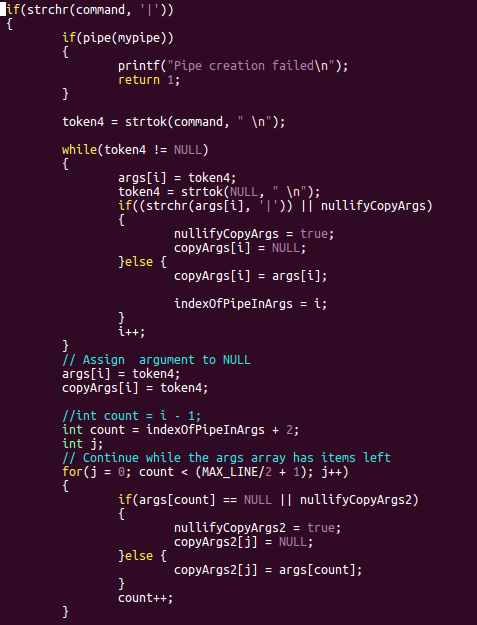 if(strchr(command, '|'))
{
        if(pipe(mypipe))
        {
                printf("Pipe creation failed\n");
                return 1;
        }

        token4 = strtok(command, " \n");

        while(token4 != NULL)
        {
                args[i] = token4;
                token4 = strtok(NULL, " \n");
                if((strchr(args[i], '|')) || nullifyCopyArgs)
                {
                        nullifyCopyArgs = true;
                        copyArgs[i] = NULL;
                }else {
                        copyArgs[i] = args[i];

                        indexOfPipeInArgs = i;
                }
                i++;
        }
        // Assign  argument to NULL
        args[i] = token4;
        copyArgs[i] = token4;

        //int count = i - 1;
        int count = indexOfPipeInArgs + 2;
        int j;
        // Continue while the args array has items left
        for(j = 0; count < (MAX_LINE/2 + 1); j++)
        {
                if(args[count] == NULL || nullifyCopyArgs2)
                {
                        nullifyCopyArgs2 = true;
                        copyArgs2[j] = NULL;
                }else {
                        copyArgs2[j] = args[count];
                }
                count++;
        }